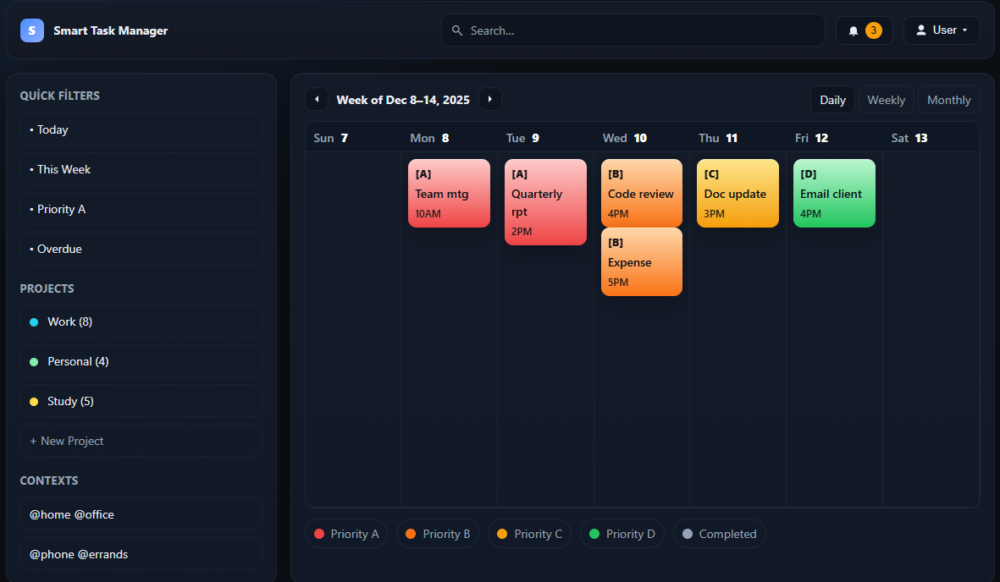 S Smart Task Manager
Search...
3
User
QUİCK FİLTERS
• Today
• This Week
• Priority A
• Overdue
PROJECTS
Work (8)
Personal (4)
Study (5)
+ New Project
CONTEXTS
@home @office
@phone @errands
Week of Dec 8–14, 2025
Daily Weekly Monthly
Sun 7 Mon 8 Tue 9 Wed 10 Thu 11 Fri 12 Sat 13
[A]
Team mtg
10AM
[A]
Quarterly
rpt
2PM
[B]
Code review
4PM
[B]
Expense
5PM
[C]
Doc update
3PM
[D]
Email client
4PM
Priority A Priority B Priority C Priority D Completed